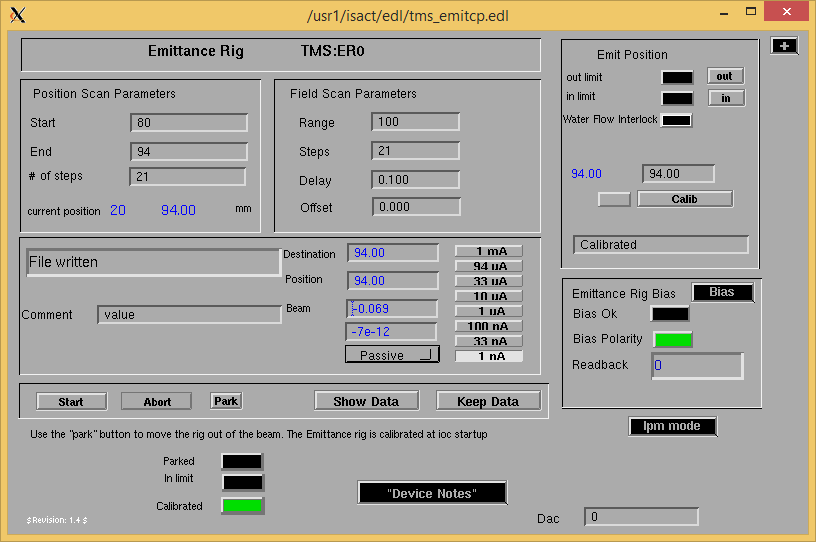 X /usr1/isact/edl/tms_emitcp.edl
Emittance Rig TMS:ER0
+
Position Scan Parameters
Start 80
End 94
# of steps 21
current position 20 94.00 mm
Field Scan Parameters
Range 100
Steps 21
Delay 0.100
Offset 0.000
Emit Position
out limit out
in limit in
Water Flow Interlock
94.00 94.00
Calib
Calibrated
File written
Comment value
Destination 94.00
Position 94.00
Beam -0.069
-7e-12
Passive
1 mA
94 uA
33 uA
10 uA
1 uA
100 nA
33 nA
1 nA
Emittance Rig Bias Bias
Bias Ok
Bias Polarity
Readback 0
Start Abort Park Show Data Keep Data
Ipm mode
Use the "park" button to move the rig out of the beam. The Emittance rig is calibrated at ioc startup
Parked
In limit
Calibrated
"Device Notes"
Dac 0
$Revision: 1.4 $